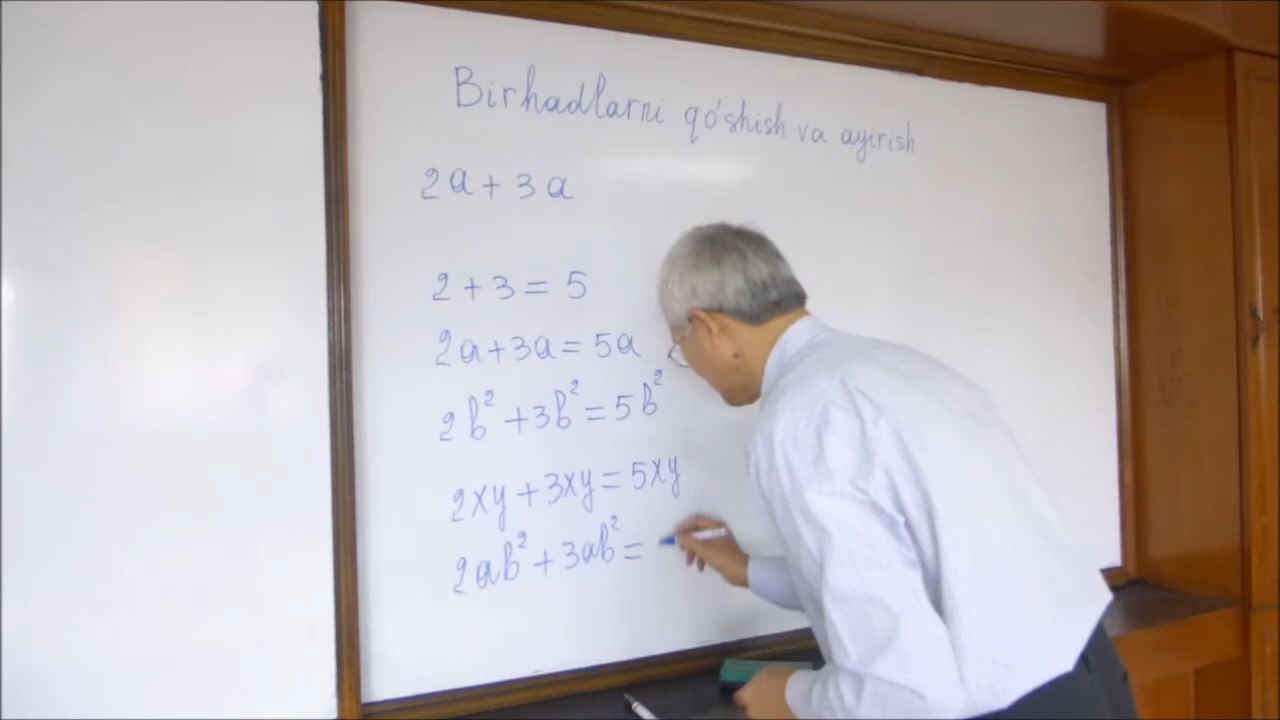 Birhadlarni qo'shish va ayirish
2a + 3a
2 + 3 = 5
2a + 3a = 5a
2b² + 3b² = 5b²
2xy + 3xy = 5xy
2ab² + 3ab² =